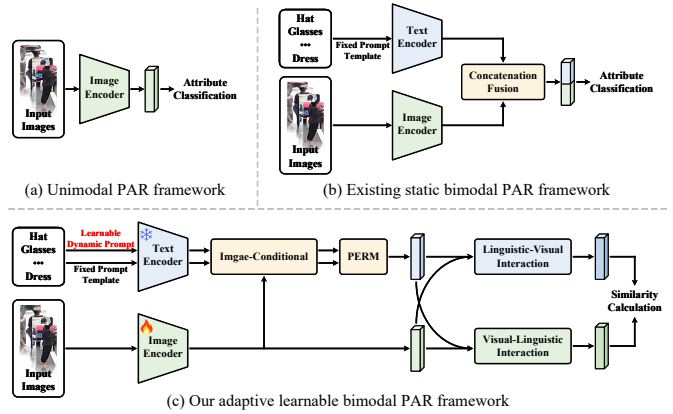 Input
Images
Image
Encoder
Attribute
Classification
(a) Unimodal PAR framework
Hat
Glasses
...
Dress
Fixed Prompt
Template
Text
Encoder
Input
Images
Image
Encoder
Concatenation
Fusion
Attribute
Classification
(b) Existing static bimodal PAR framework
Hat
Glasses
...
Dress
Learnable
Dynamic Prompt
Fixed Prompt
Template
Text
Encoder
Imgae-Conditional
PERM
Linguistic-Visual
Interaction
Similarity
Calculation
Input
Images
Image
Encoder
Visual-Linguistic
Interaction
(c) Our adaptive learnable bimodal PAR framework